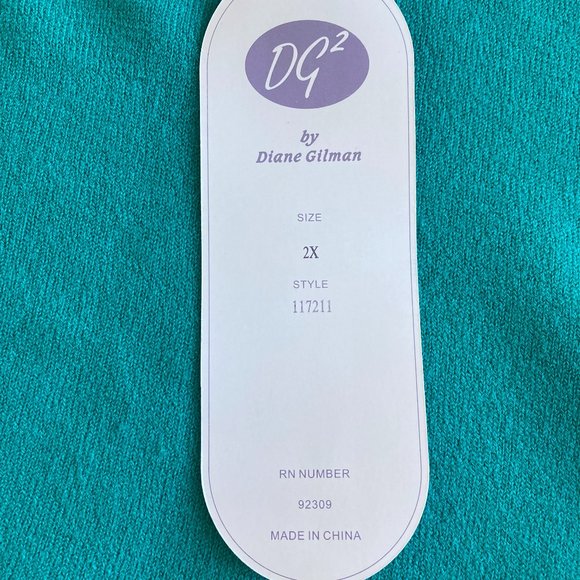 DG²
by
Diane Gilman
SIZE
2X
STYLE
117211
RN NUMBER
92309
MADE IN CHINA